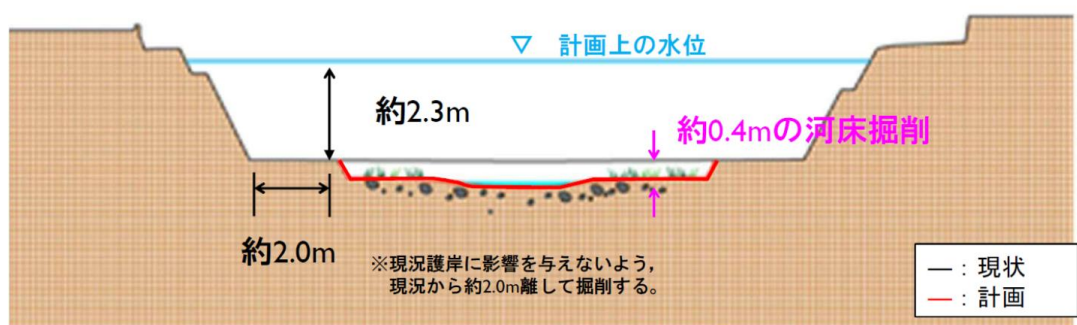 ▽ 計画上の水位
約2.3m
約0.4mの河床掘削
約2.0m
※現況護岸に影響を与えないよう,
現況から約2.0m離して掘削する。
― : 現状
― : 計画